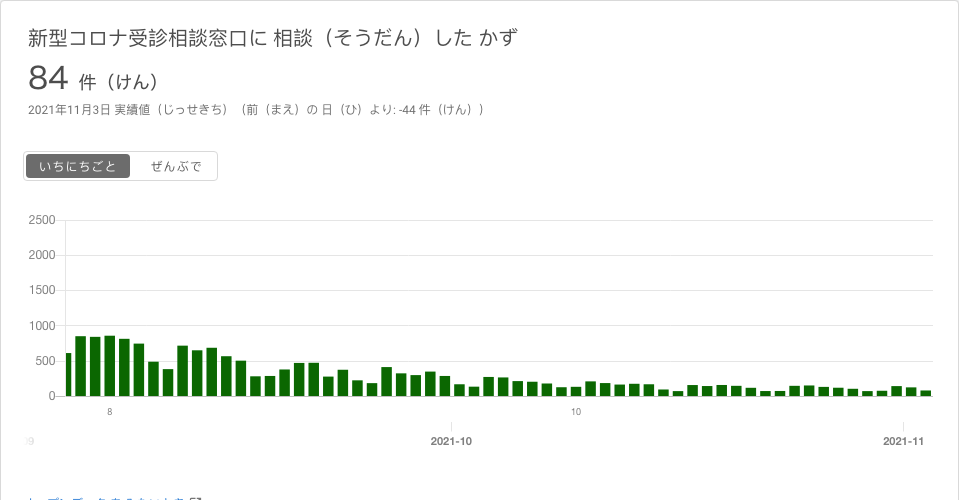 新型コロナ受診相談窓口に 相談（そうだん）した かず
84 件（けん）
2021年11月3日 実績値（じっせきち）（前（まえ）の 日（ひ）より: -44 件（けん））
いちにちごと ぜんぶで
2500
2000
1500
1000
500
0
8 10
2021-10 2021-11